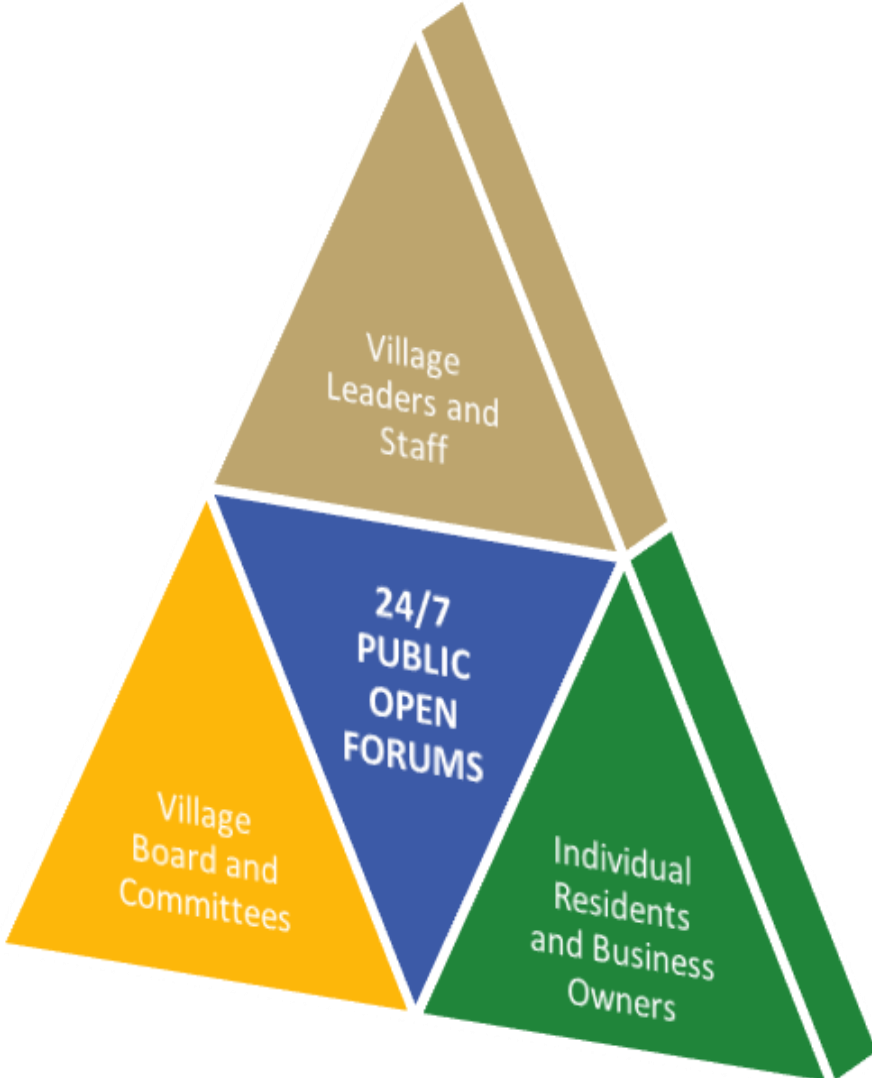 Village
Leaders and
Staff
24/7
PUBLIC
OPEN
FORUMS
Village
Board and
Committees
Individual
Residents
and Business
Owners